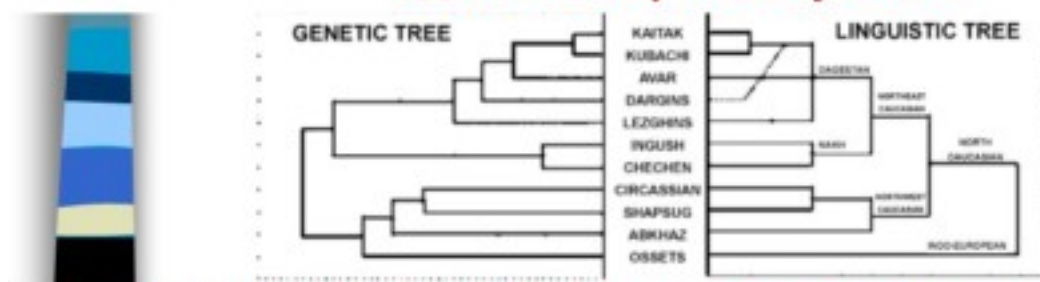 GENETIC TREE
LINGUISTIC TREE
KAITAK
KUBACHI
AVAR
DARGINS
LEZGHINS
INGUSH
CHECHEN
CIRCASSIAN
SHAPSUG
ABKHAZ
OSSETS
DAGESTAN
NORTHEAST
CAUCASIAN
NAKH
NORTH
CAUCASIAN
NORTHWEST
CAUCASIAN
INDO-EUROPEAN